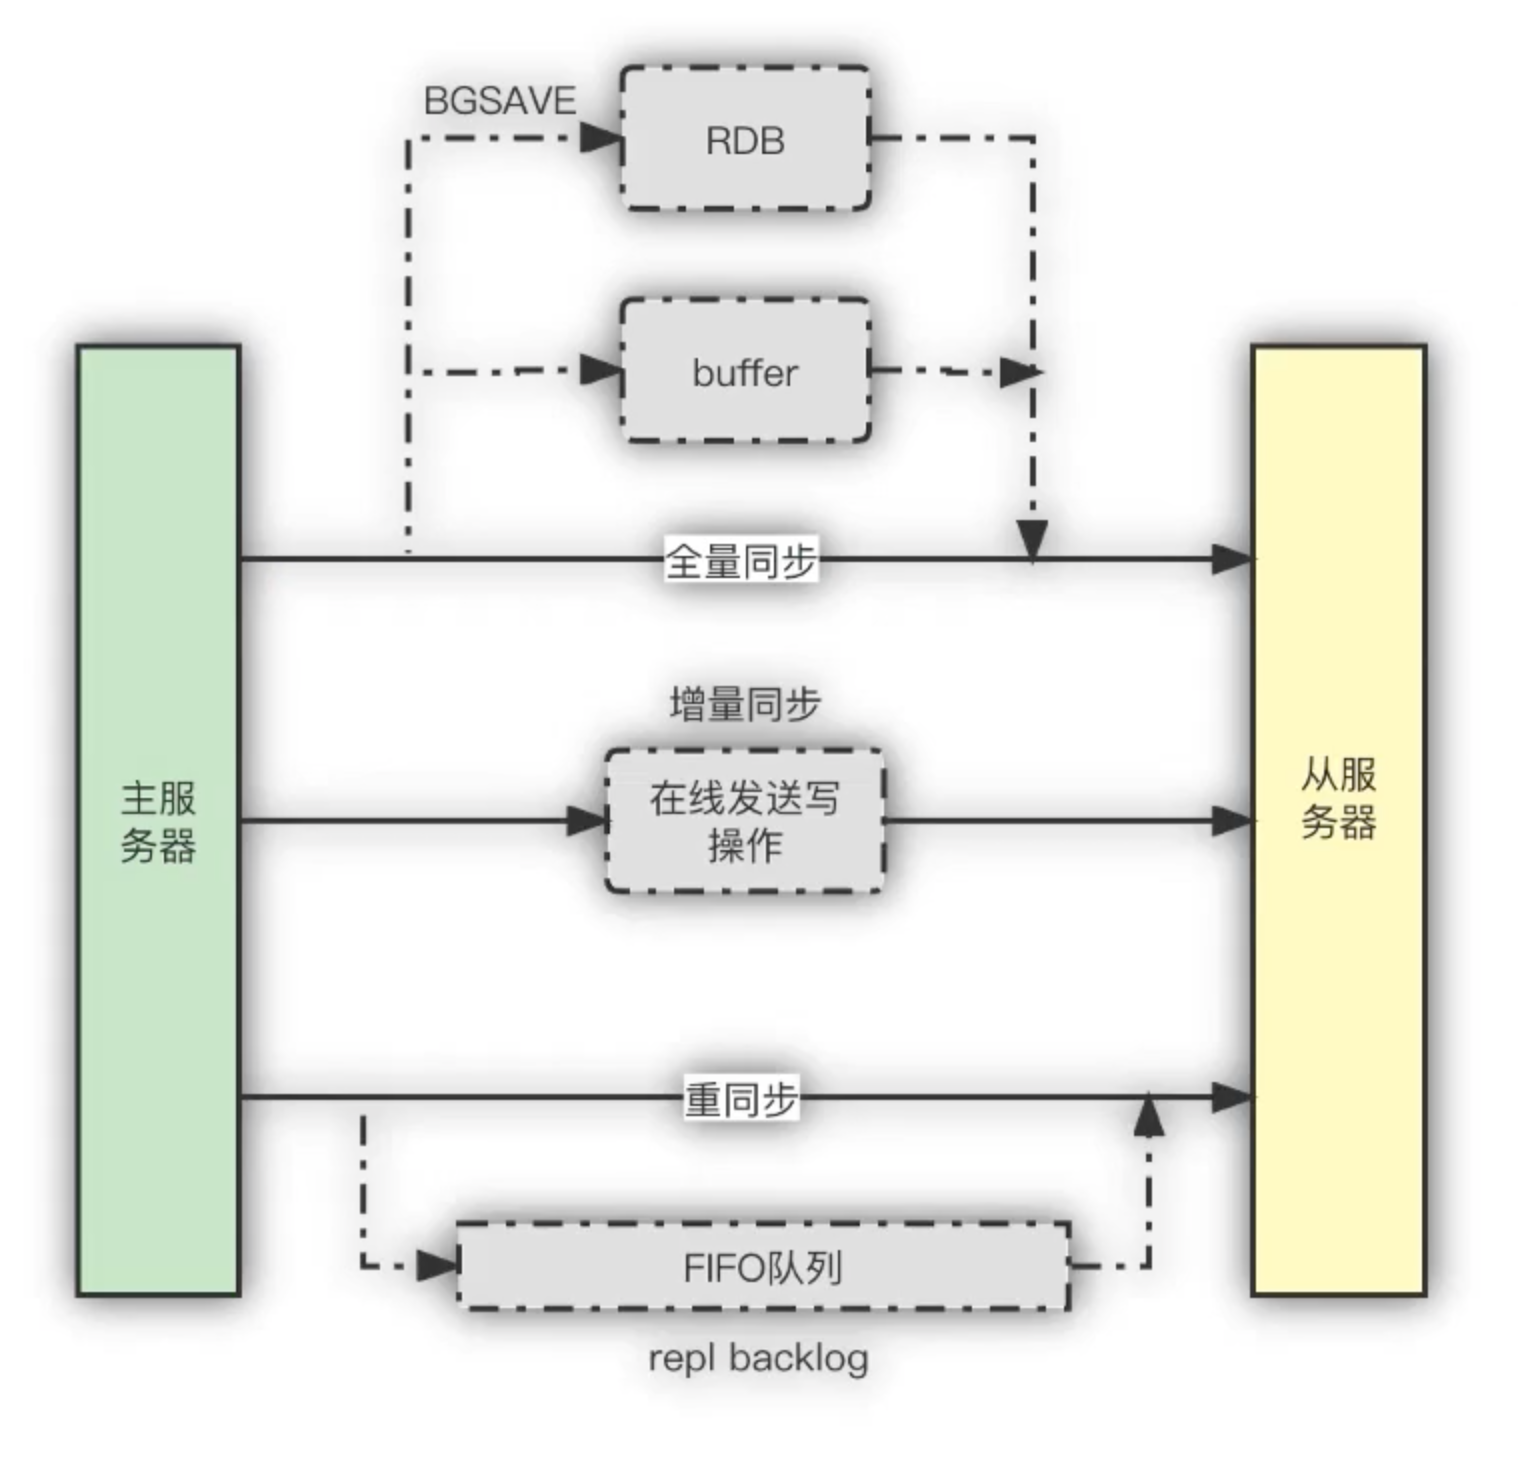 BGSAVE
RDB
buffer
全量同步
增量同步
在线发送写
操作
主服
务器
从服
务器
重同步
FIFO队列
repl backlog